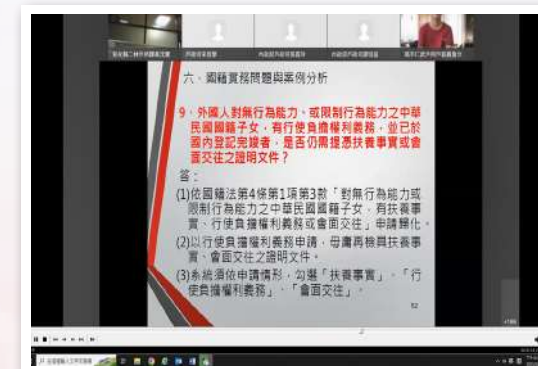 六、國籍實務問題與案例分析
9、外國人對無行為能力、或限制行為能力之中華
民國國籍子女，有行使負擔權利義務，並已於
國內登記完竣者，是否仍需提憑扶養事實或會
面交往之證明文件？
答：
(1)依國籍法第4條第1項第3款「對無行為能力或
限制行為能力之中華民國國籍子女，有扶養事
實、行使負擔權利義務或會面交往」申請歸化。
(2)以行使負擔權利義務申請，毋庸再檢具扶養事
實、會面交往之證明文件。
(3)系統須依申請情形，勾選「扶養事實」、「行
使負擔權利義務」、「會面交往」。
52